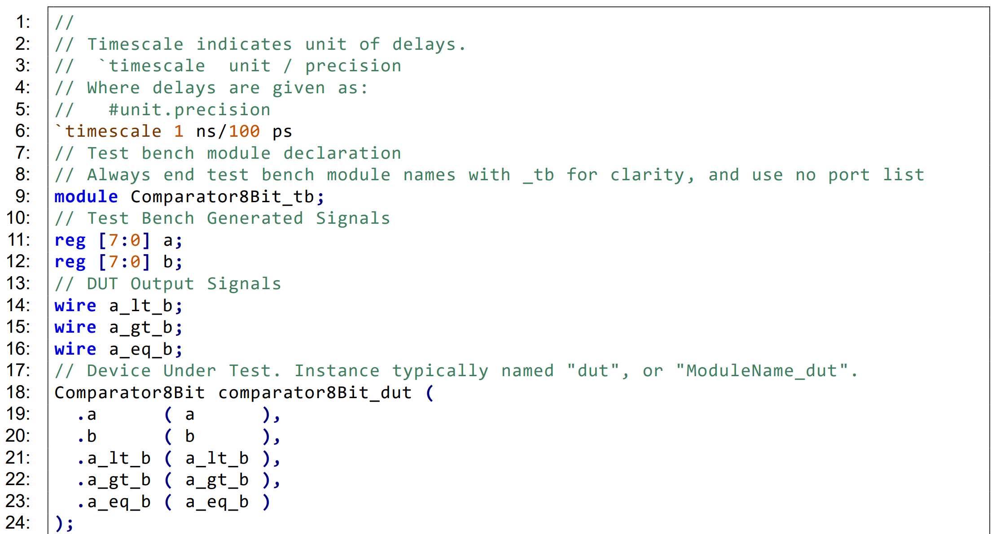 1: //
2: // Timescale indicates unit of delays.
3: //  `timescale  unit / precision
4: // Where delays are given as:
5: //   #unit.precision
6: `timescale 1 ns/100 ps
7: // Test bench module declaration
8: // Always end test bench module names with _tb for clarity, and use no port list
9: module Comparator8Bit_tb;
10: // Test Bench Generated Signals
11: reg [7:0] a;
12: reg [7:0] b;
13: // DUT Output Signals
14: wire a_lt_b;
15: wire a_gt_b;
16: wire a_eq_b;
17: // Device Under Test. Instance typically named "dut", or "ModuleName_dut".
18: Comparator8Bit comparator8Bit_dut (
19:   .a      ( a      ),
20:   .b      ( b      ),
21:   .a_lt_b ( a_lt_b ),
22:   .a_gt_b ( a_gt_b ),
23:   .a_eq_b ( a_eq_b )
24: );